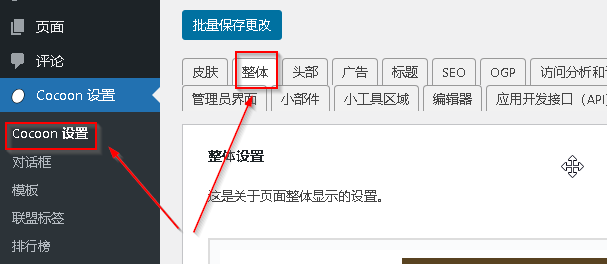 页面
评论
Cocoon 设置
Cocoon 设置
对话框
模板
联盟标签
排行榜
批量保存更改
皮肤 整体 头部 广告 标题 SEO OGP 访问分析和
管理员界面 小部件 小工具区域 编辑器 应用开发接口（API
整体设置
这是关于页面整体显示的设置。